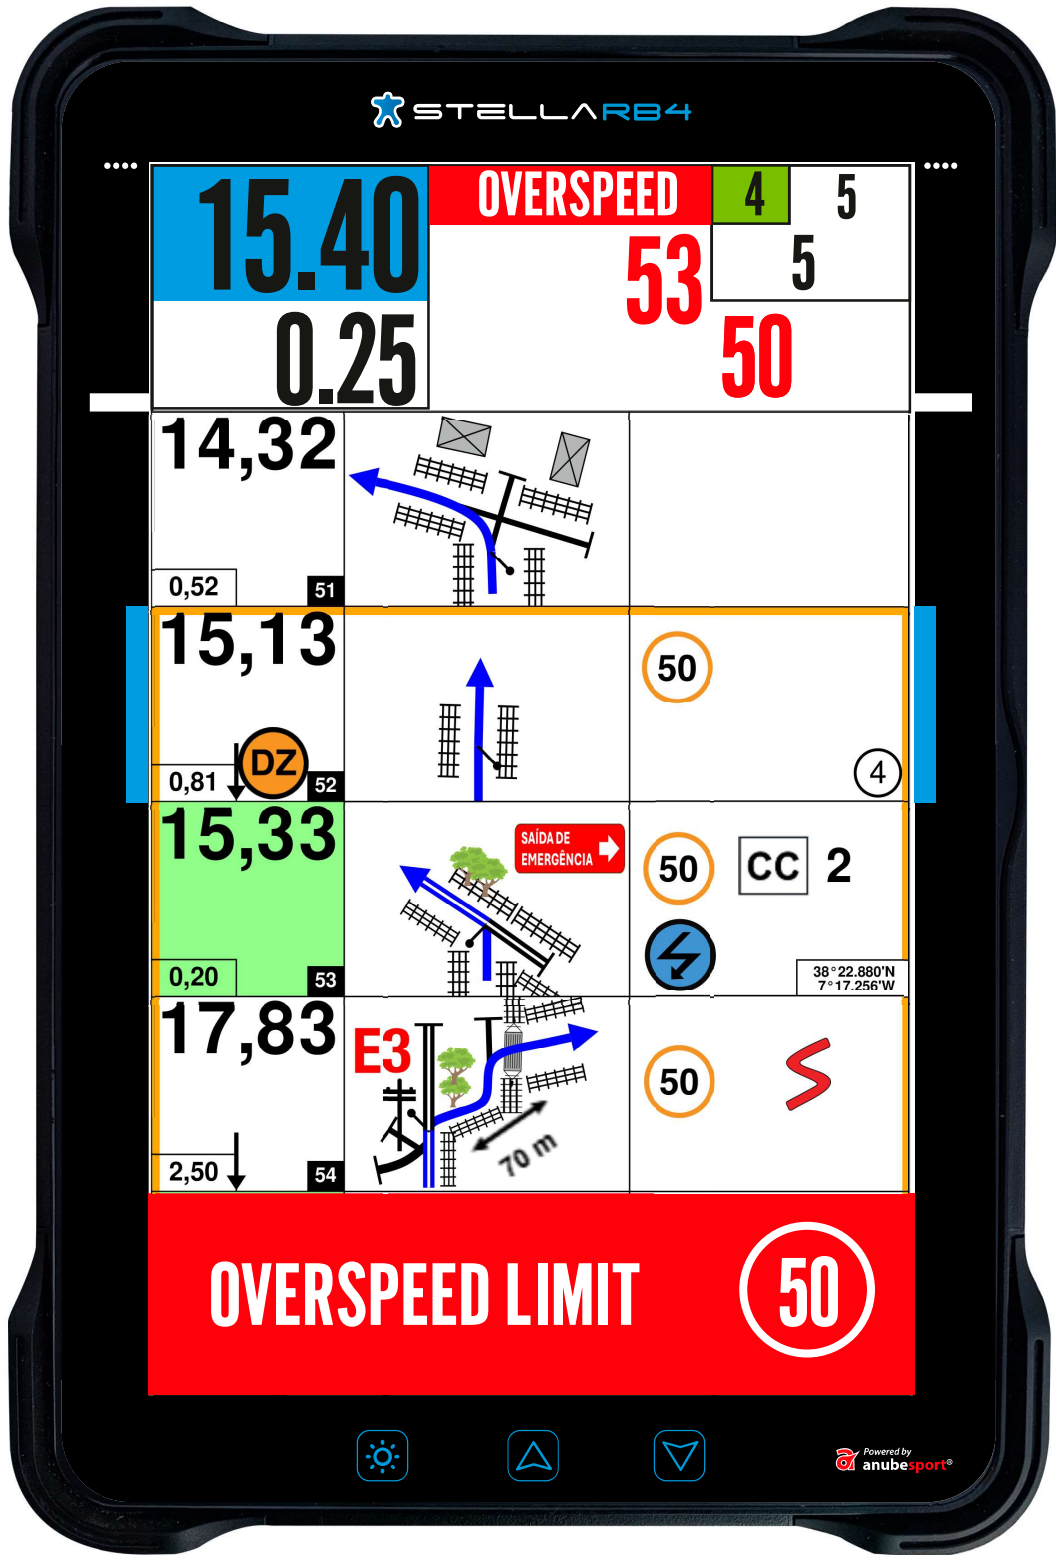 STELLARB4
15.40
OVERSPEED
4
5
53
5
0.25
50
14,32
0,52
51
15,13
50
DZ
0,81
52
4
15,33
SAÍDA DE
EMERGÊNCIA
50
CC
2
0,20
53
38°22.880'N
7°17.256'W
17,83
E3
50
70 m
2,50
54
OVERSPEED LIMIT
50
Powered by
anubesport®